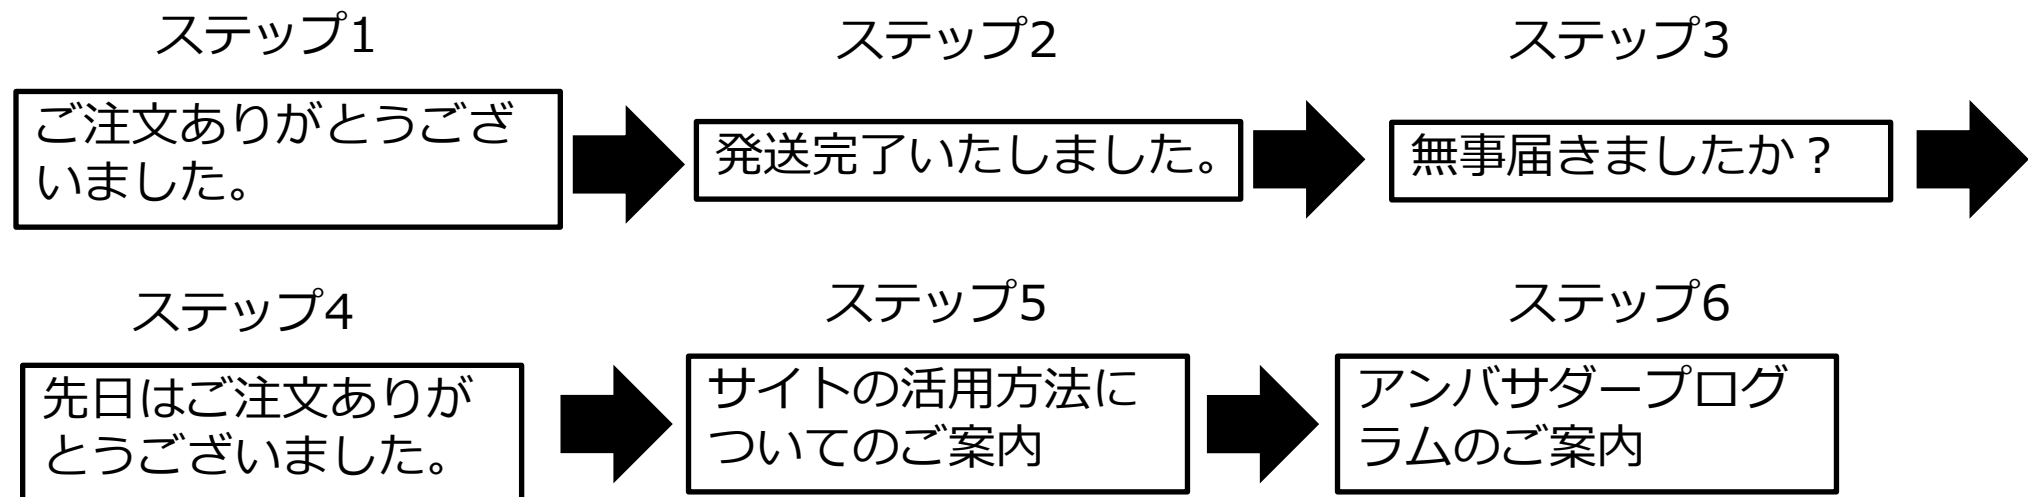 ステップ1
ステップ2
ステップ3
ご注文ありがとうござ
いました。
発送完了いたしました。
無事届きましたか？
ステップ4
ステップ5
ステップ6
先日はご注文ありが
とうございました。
サイトの活用方法に
ついてのご案内
アンバサダープログ
ラムのご案内